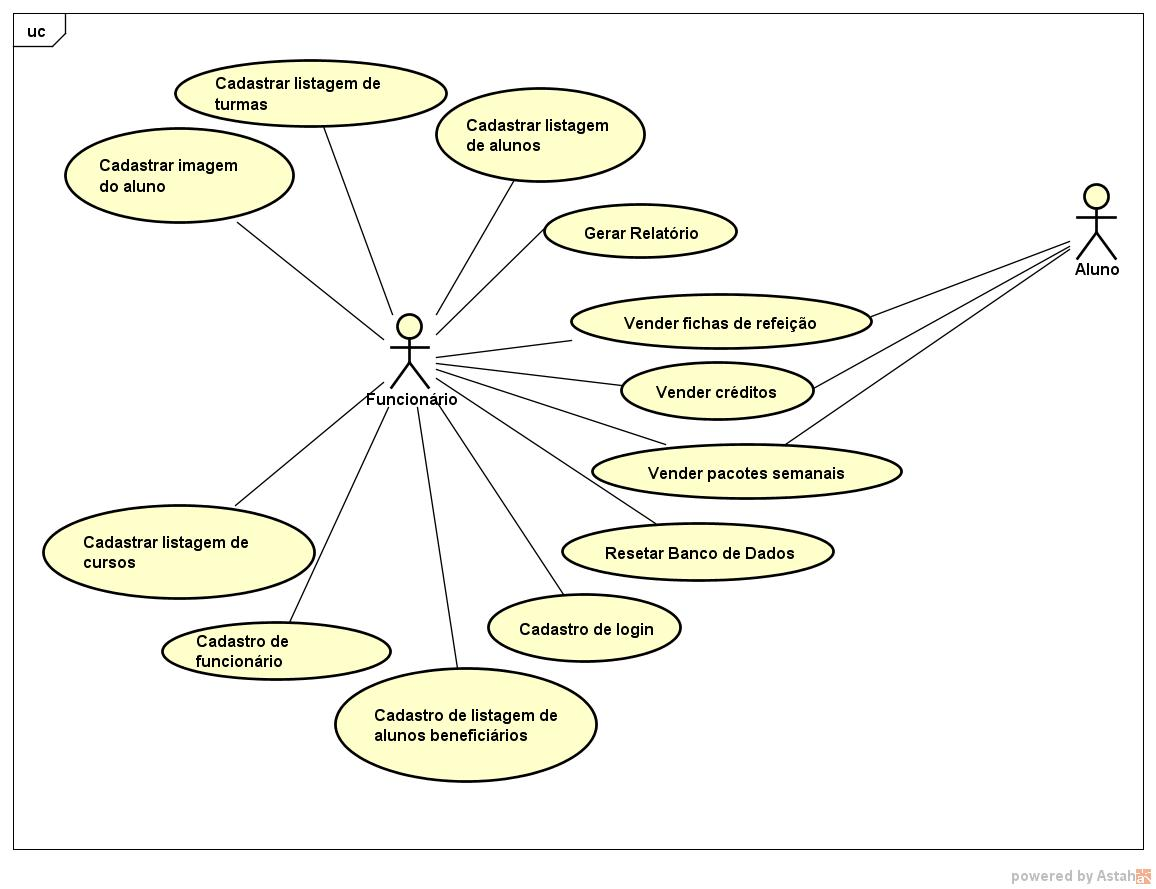 uc
Cadastrar listagem de
turmas
Cadastrar listagem
de alunos
Cadastrar imagem
do aluno
Gerar Relatório
Aluno
Vender fichas de refeição
Vender créditos
Funcionário
Vender pacotes semanais
Cadastrar listagem de
cursos
Resetar Banco de Dados
Cadastro de login
Cadastro de
funcionário
Cadastro de listagem de
alunos beneficiários
powered by Astah